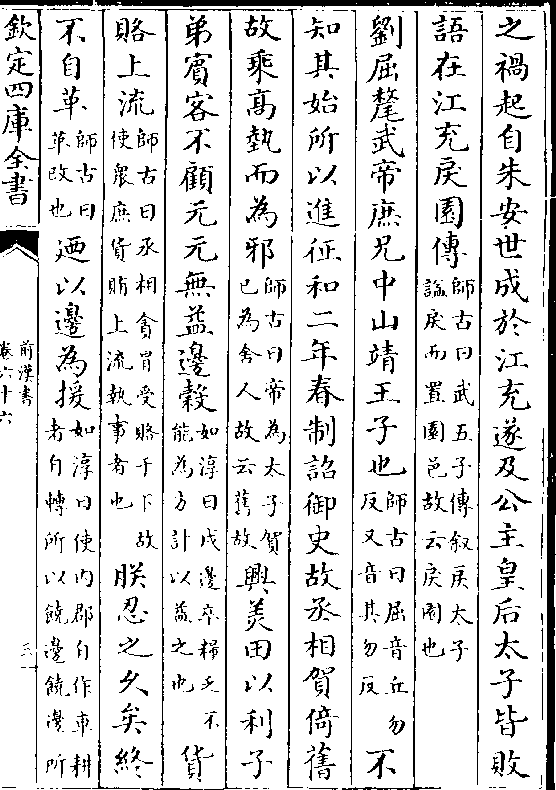 之禍起自朱安世成於江充遂及公主皇后太子皆敗
語在江充戾園傳師古曰武五子傳叙戾太子
諡戾而置園邑故云戾園也
劉屈氂武帝庶兄中山靖王子也師古曰屈音丘勿
反又音其勿反不
知其始所以進征和二年春制詔御史故丞相賀倚舊
故乗髙埶而為邪師古曰帝為太子賀
已為舍人故云舊故興美田以利子
弟賓客不顧元元無益邊穀如淳曰戍邊卒糧乏不
能為方計以益之也貨
賂上流師古曰丞相貪冒受賂于下故
使衆庶貨賄上流執事者也朕忍之久矣終
不自革師古曰
革改也廼以邊為援如淳曰使内郡自作車耕
者自轉所以饒邊饒邊所
欽定四庫全書
前漢書
卷六十六
三